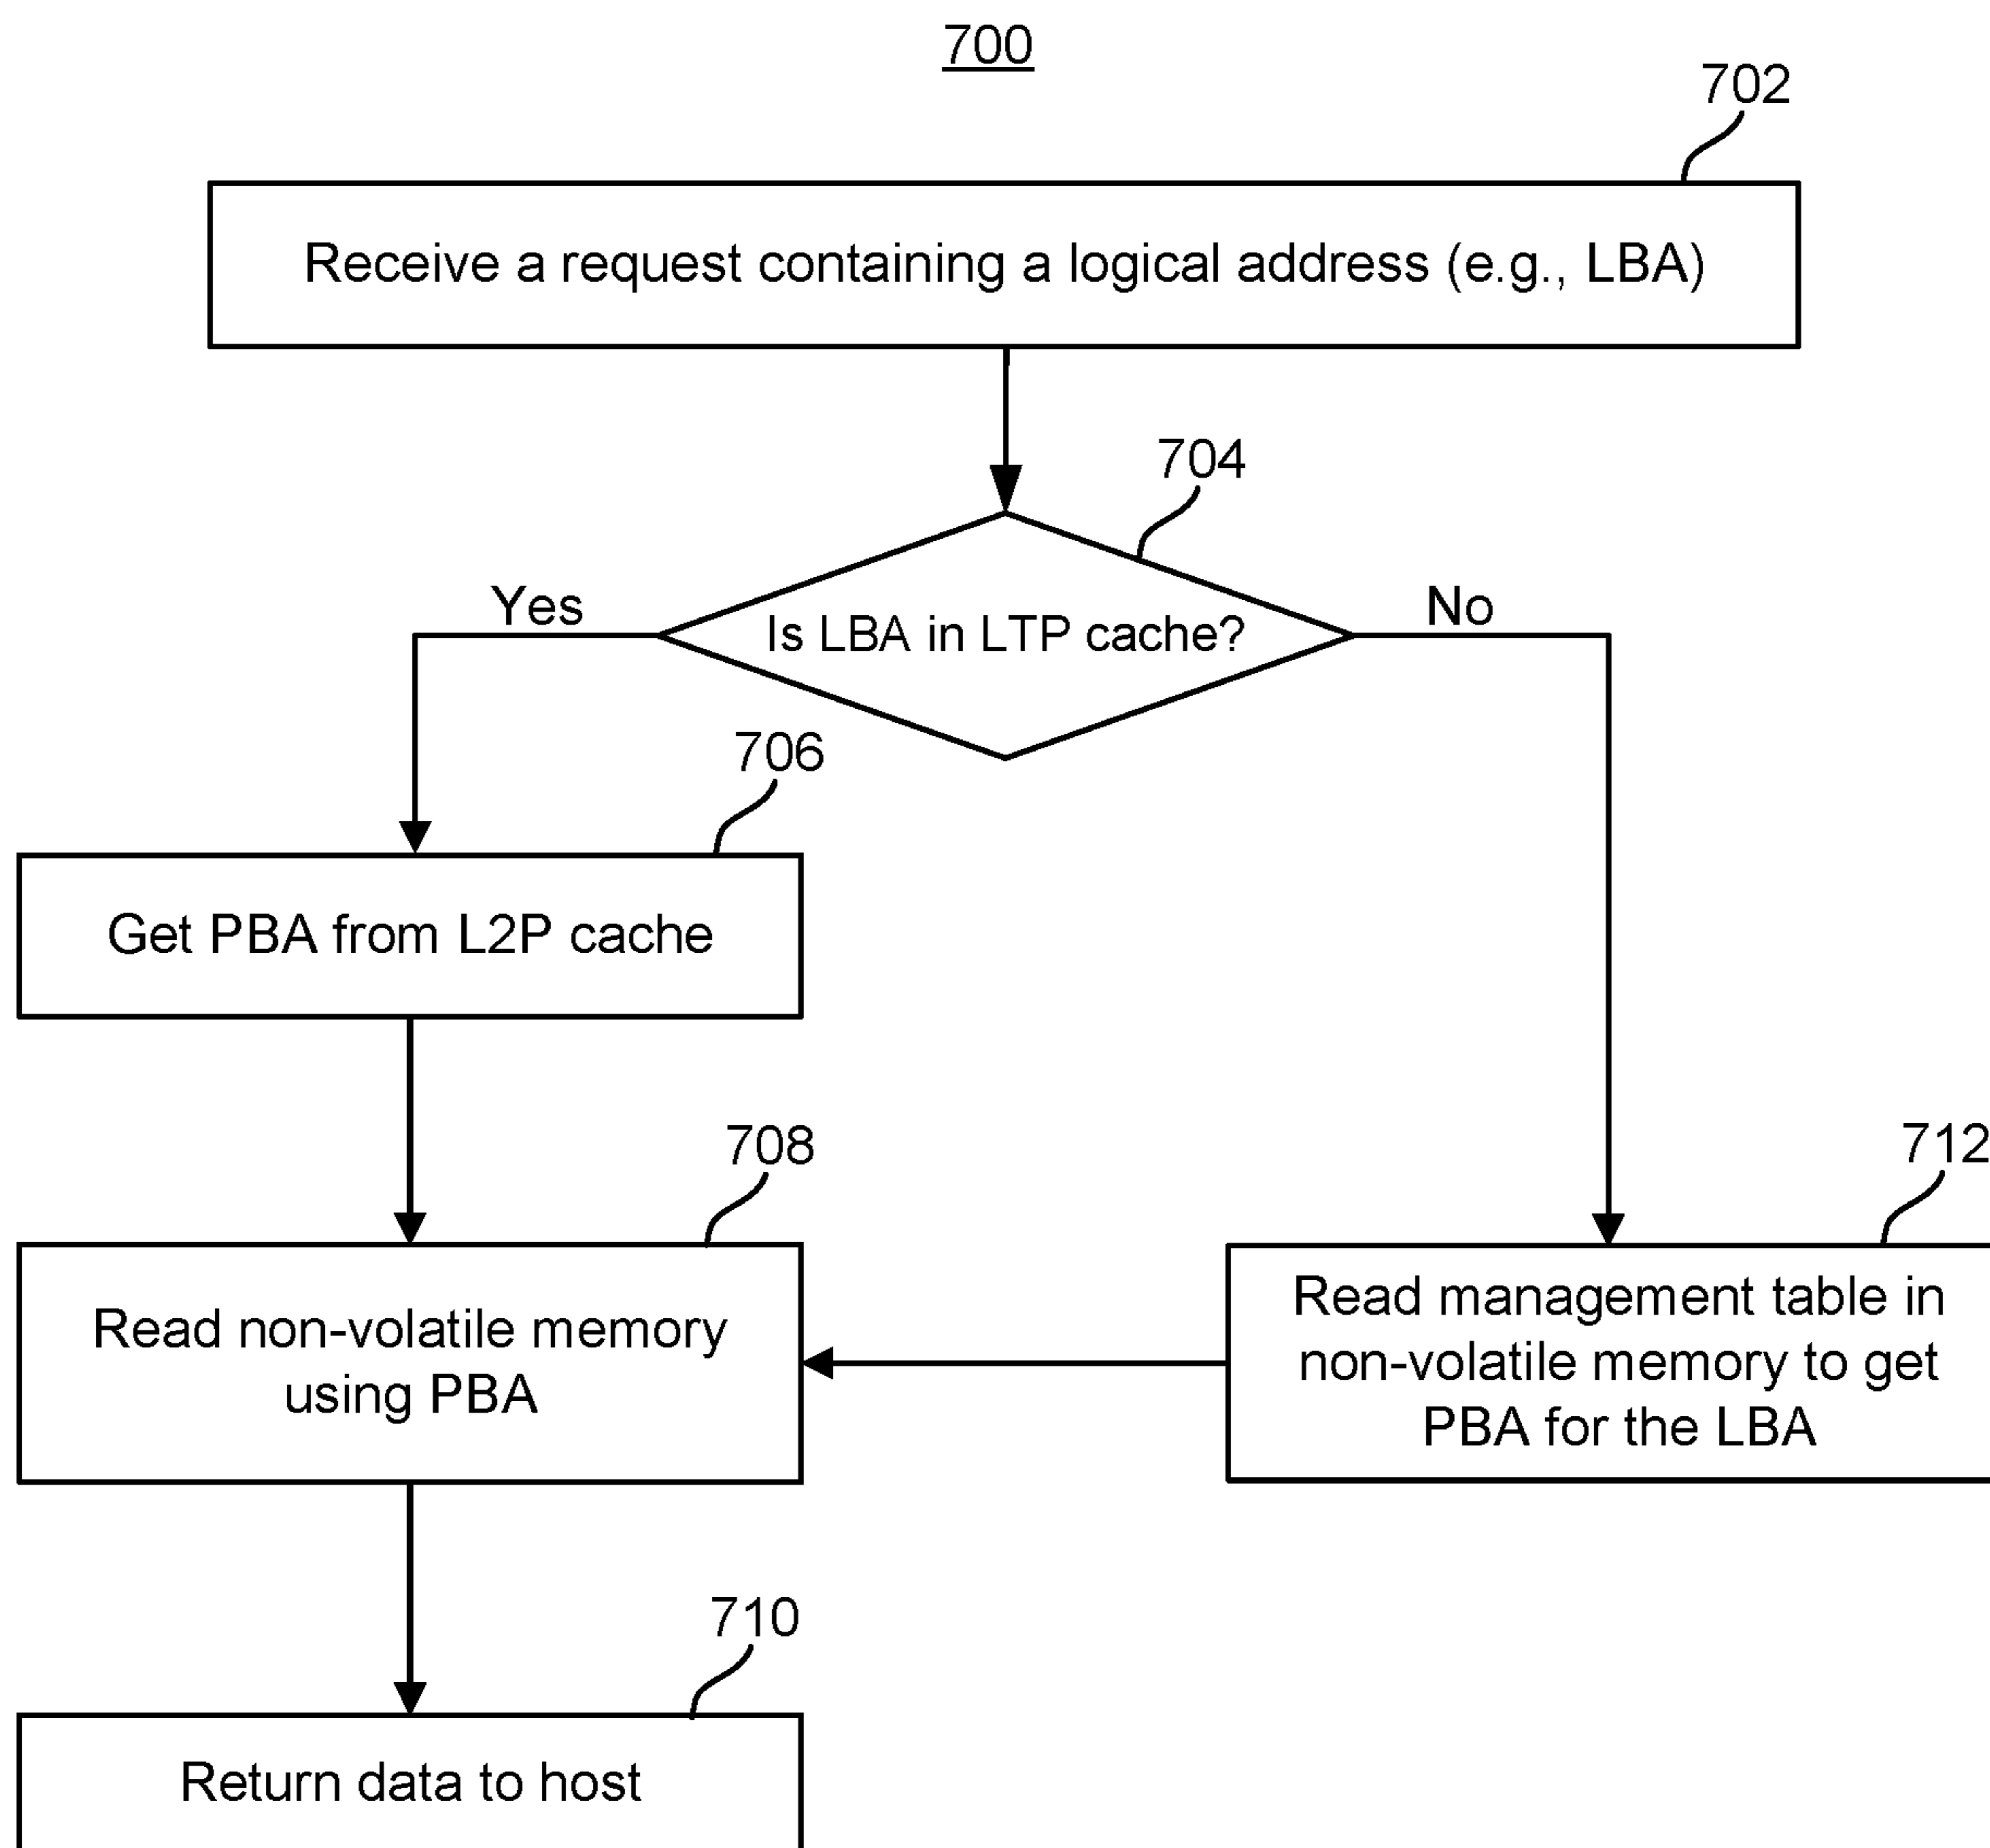 700
702
Receive a request containing a logical address (e.g., LBA)
704
Yes
Is LBA in LTP cache?
No
706
Get PBA from L2P cache
708
712
Read non-volatile memory
using PBA
Read management table in
non-volatile memory to get
PBA for the LBA
710
Return data to host